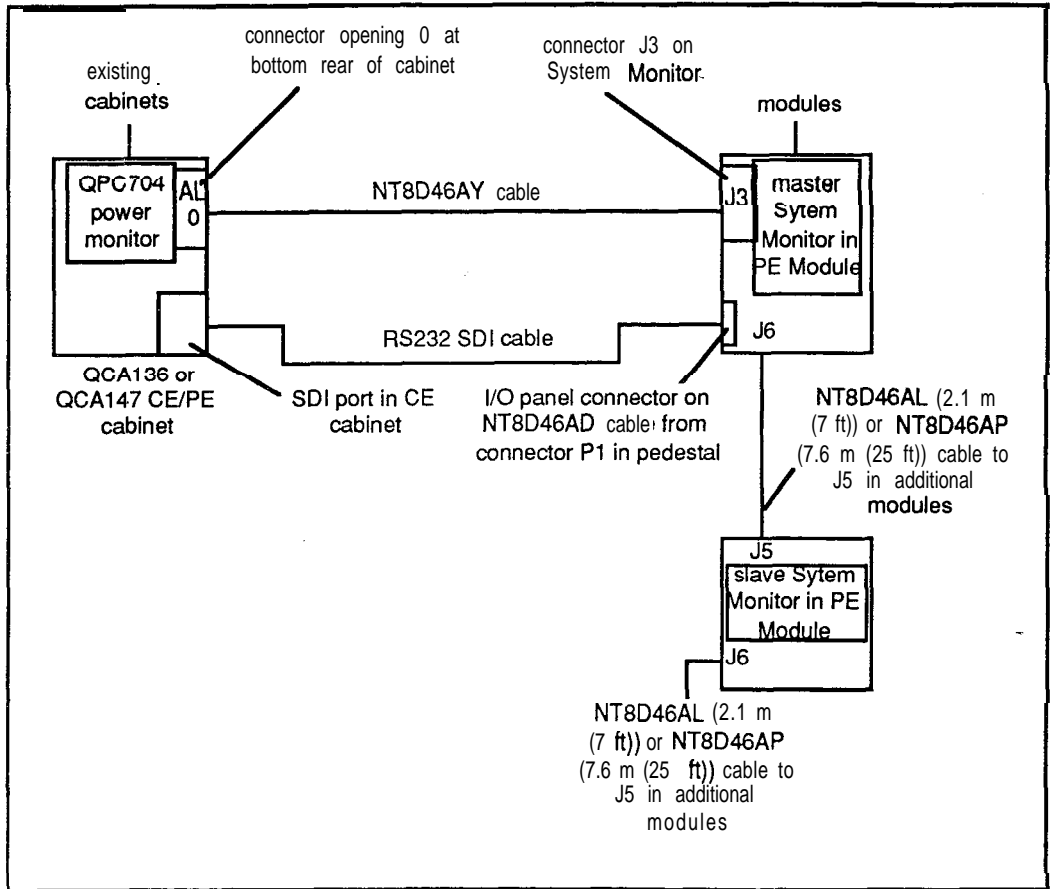 existing
cabinets
connector opening 0 at
bottom rear of cabinet
connector J3 on
System Monitor
modules
QPC704
power
monitor
AL
0
NT8D46AY cable
J3
master
Sytem
Monitor in
PE Module
J6
RS232 SDI cable
QCA136 or
QCA147 CE/PE
cabinet
SDI port in CE
cabinet
I/O panel connector on
NT8D46AD cable from
connector P1 in pedestal
NT8D46AL (2.1 m
(7 ft)) or NT8D46AP
(7.6 m (25 ft)) cable to
J5 in additional
modules
J5
slave Sytem
Monitor in PE
Module
J6
NT8D46AL (2.1 m
(7 ft)) or NT8D46AP
(7.6 m (25 ft)) cable to
J5 in additional
modules